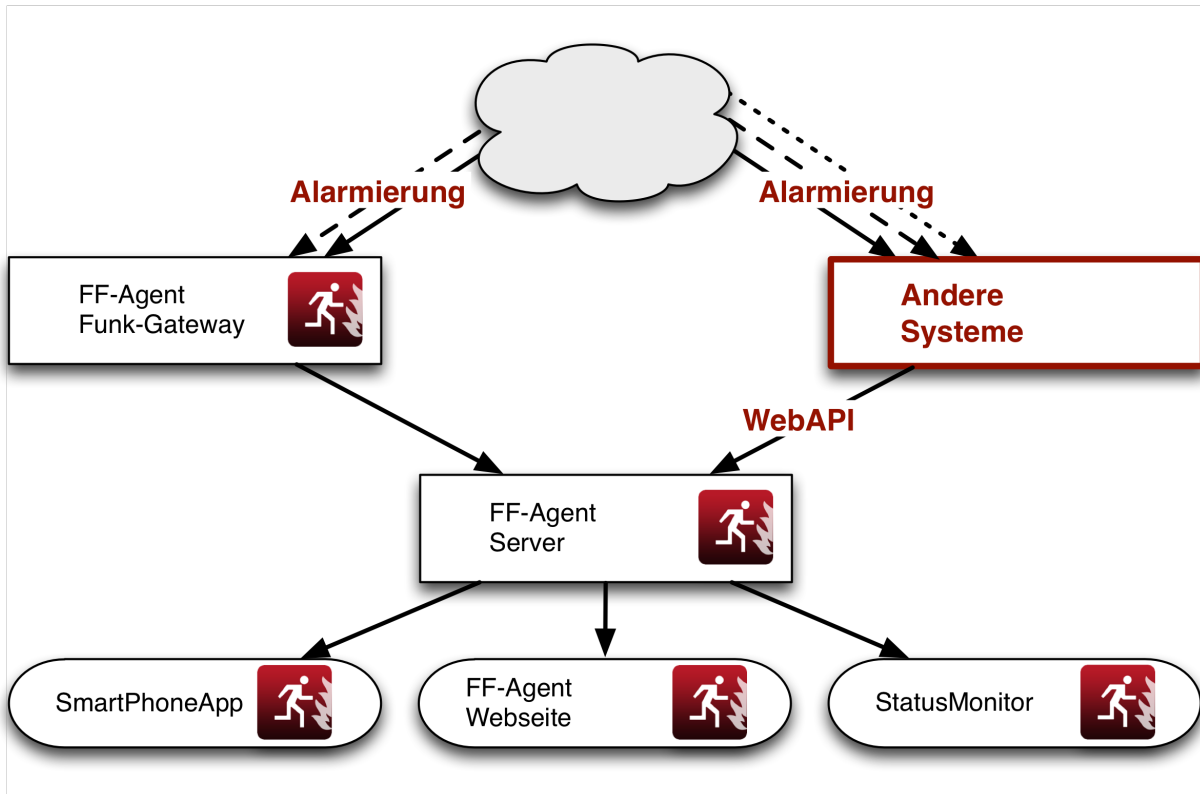 Alarmierung
Alarmierung
FF-Agent
Funk-Gateway
Andere
Systeme
WebAPI
FF-Agent
Server
SmartPhoneApp
FF-Agent
Webseite
StatusMonitor